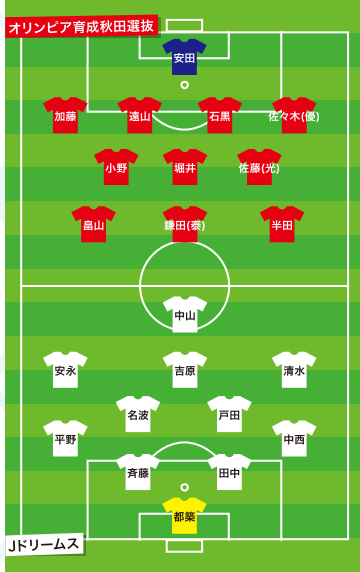 オリンピア育成秋田選抜
安田
加藤 遠山 石黒 佐々木(優)
小野 堀井 佐藤(光)
畠山 鎌田(泰) 半田
中山
安永 吉原 清水
名波 戸田
平野 中西
斉藤 田中
都築
Jドリームス